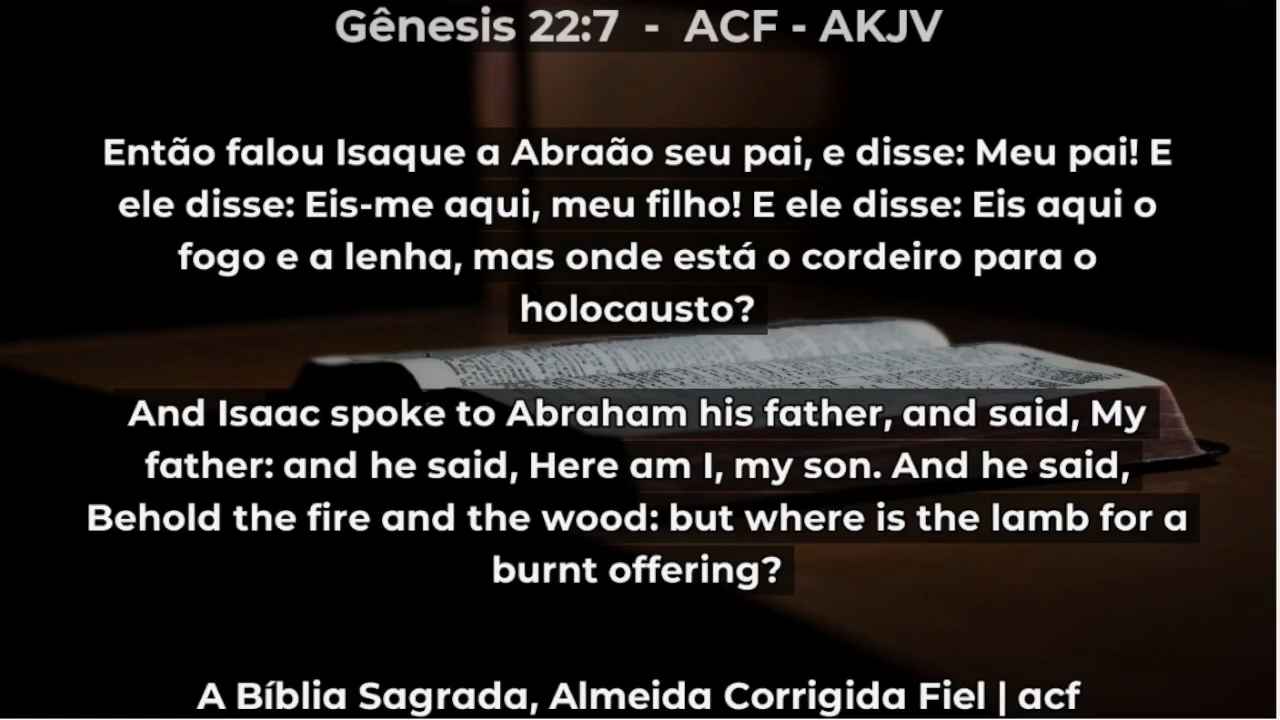 Gênesis 22:7 - ACF - AKJV
Então falou Isaque a Abraão seu pai, e disse: Meu pai! E
ele disse: Eis-me aqui, meu filho! E ele disse: Eis aqui o
fogo e a lenha, mas onde está o cordeiro para o
holocausto?
And Isaac spoke to Abraham his father, and said, My
father: and he said, Here am I, my son. And he said,
Behold the fire and the wood: but where is the lamb for a
burnt offering?
A Bíblia Sagrada, Almeida Corrigida Fiel | acf